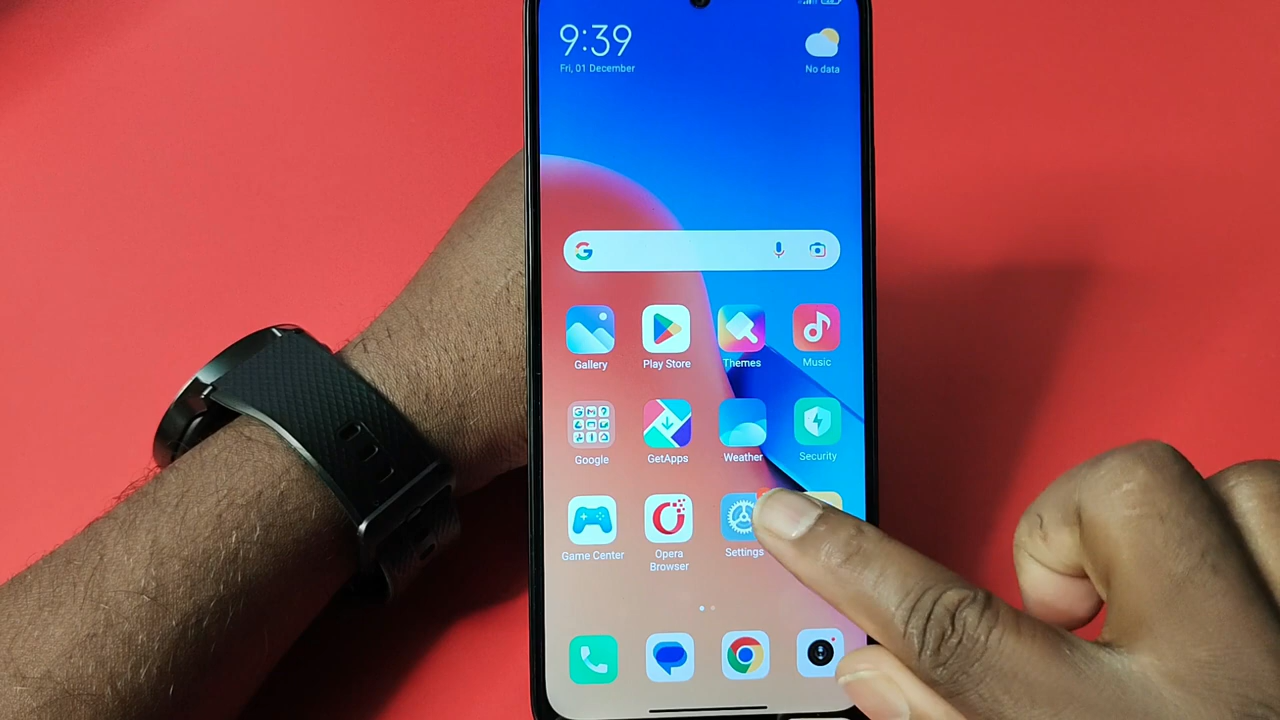 9:39
Fri, 01 December
No data
Gallery
Play Store
Themes
Music
Google
GetApps
Weather
Security
Game Center
Opera
Browser
Settings